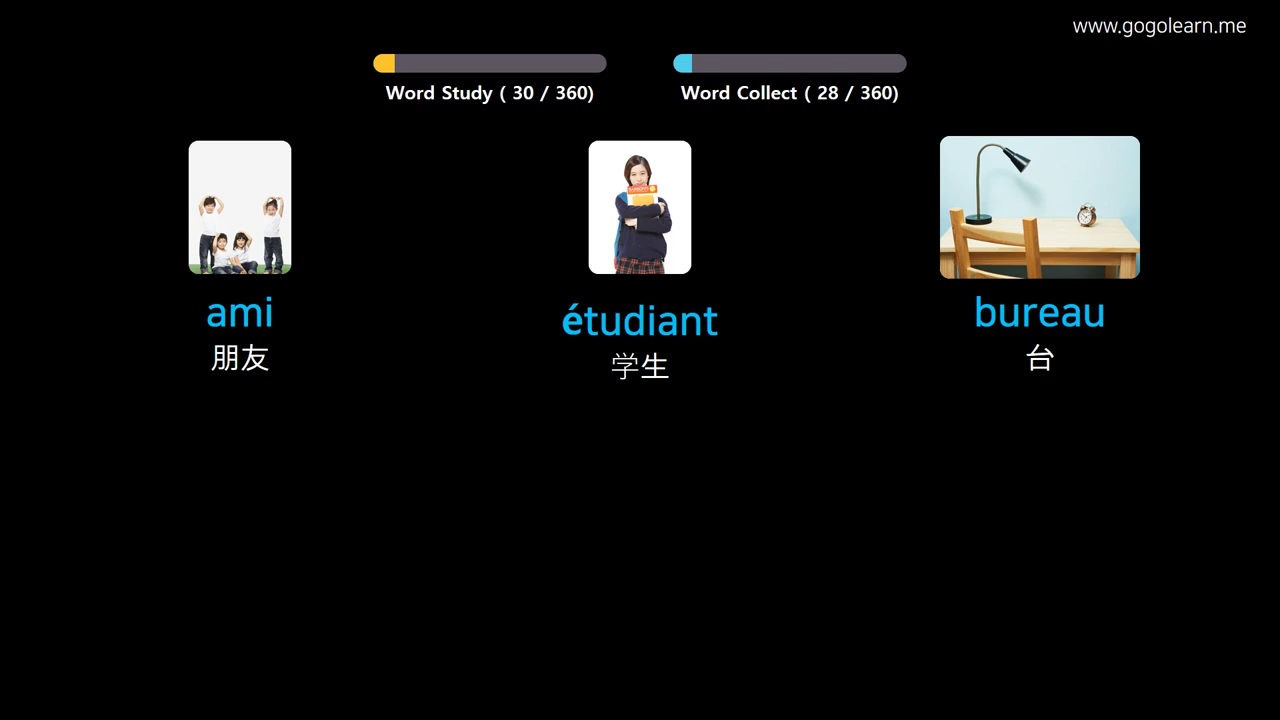 www.gogolearn.me
Word Study ( 30 / 360)
Word Collect ( 28 / 360)
ami
朋友
étudiant
学生
bureau
台